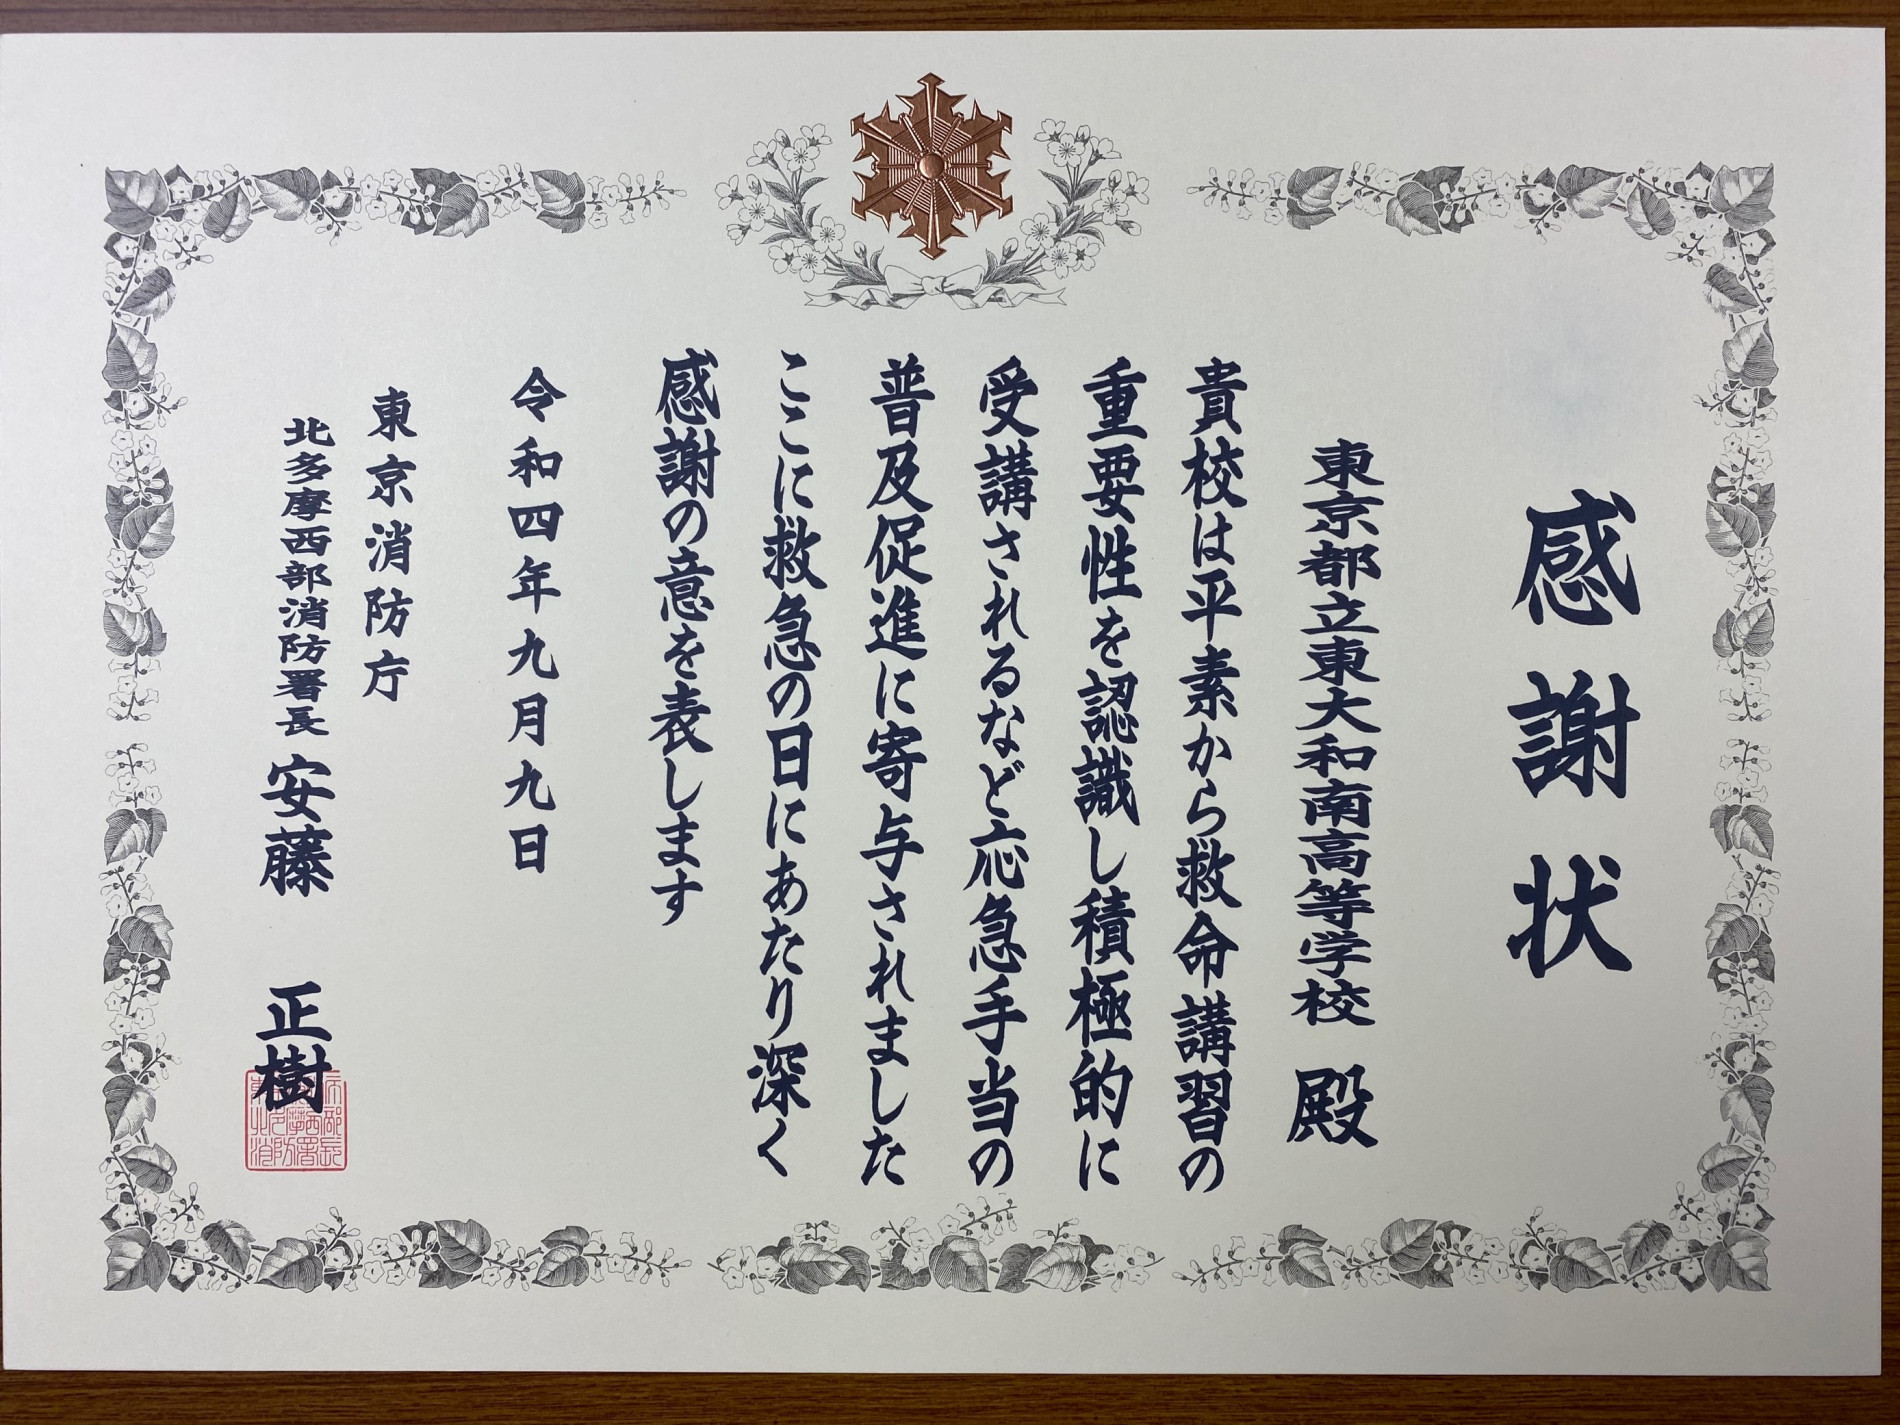 感謝状
東京都立東大和南高等学校 殿
貴校は平素から救命講習の
重要性を認識し積極的に
受講されるなど応急手当の
普及促進に寄与されました
ここに救急の日にあたり深く
感謝の意を表します
令和四年九月九日
東京消防庁
北多摩西部消防署長 安藤 正樹